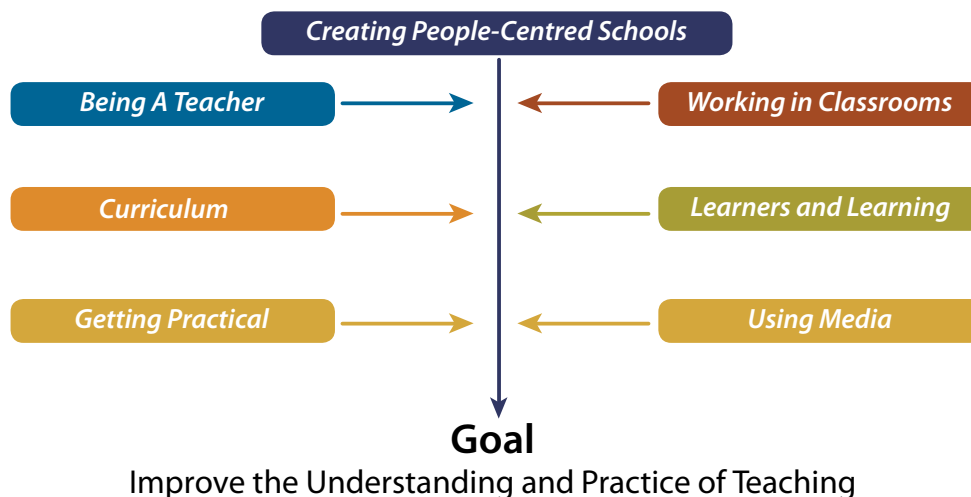 Creating People-Centred Schools
Being A Teacher
Working in Classrooms
Curriculum
Learners and Learning
Getting Practical
Using Media
Goal
Improve the Understanding and Practice of Teaching